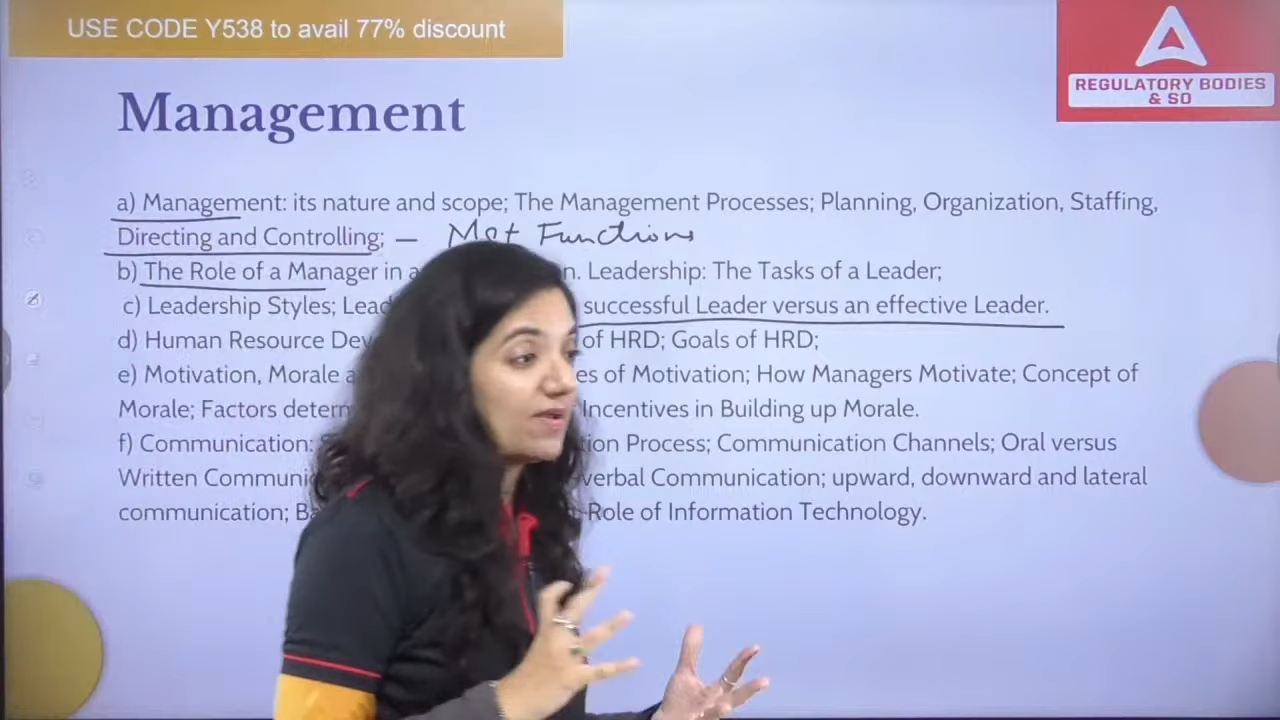 USE CODE Y538 to avail 77% discount
REGULATORY BODIES
& SO
Management
a) Management: its nature and scope; The Management Processes; Planning, Organization, Staffing,
Directing and Controlling; — Mgt Functions
b) The Role of a Manager in a n. Leadership: The Tasks of a Leader;
c) Leadership Styles; Lead successful Leader versus an effective Leader.
d) Human Resource Dev of HRD; Goals of HRD;
e) Motivation, Morale a es of Motivation; How Managers Motivate; Concept of
Morale; Factors determ Incentives in Building up Morale.
f) Communication: ion Process; Communication Channels; Oral versus
Written Communic verbal Communication; upward, downward and lateral
communication; Ba Role of Information Technology.